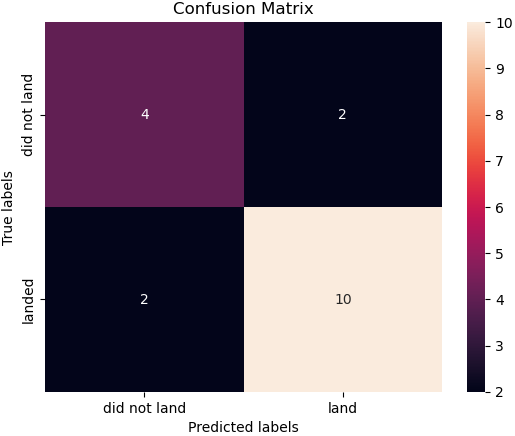 Confusion Matrix
True labels
did not land
landed
4
2
2
10
did not land
land
Predicted labels
10
9
8
7
6
5
4
3
2